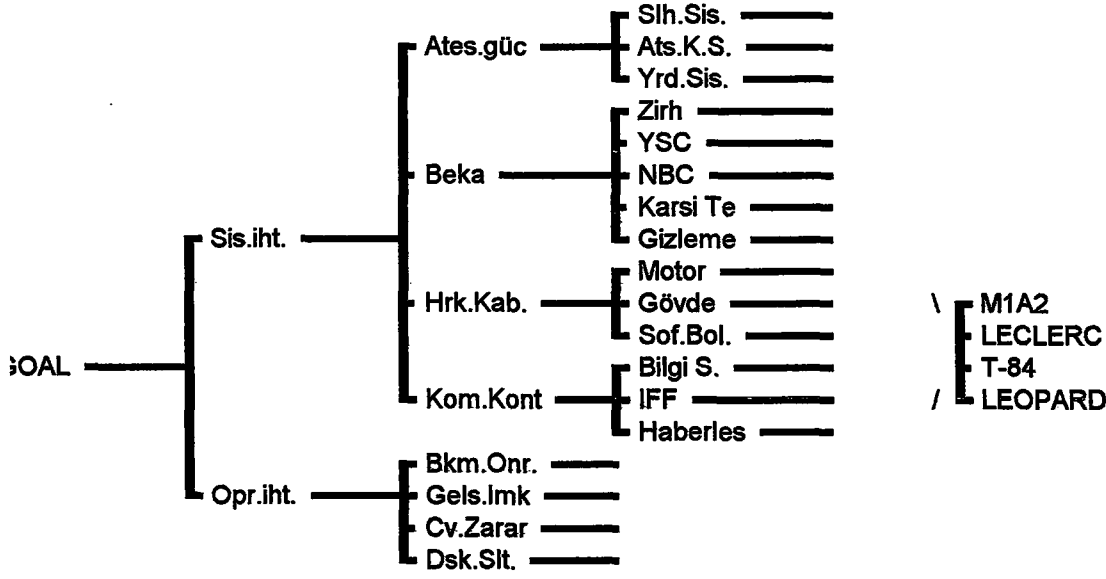 Slh.Sis.
Ates.güc
Ats.K.S.
Yrd.Sis.
Zirh
YSC
Beka
NBC
Karsi Te
Sis.iht.
Gizleme
Motor
Hrk.Kab.
Gövde
\ M1A2
Sof.Bol.
LECLERC
GOAL
Bilgi S.
T-84
Kom.Kont
IFF
/ LEOPARD
Haberles
Bkm.Onr.
Opr.iht.
Gels.Imk
Cv.Zarar
Dsk.Slt.